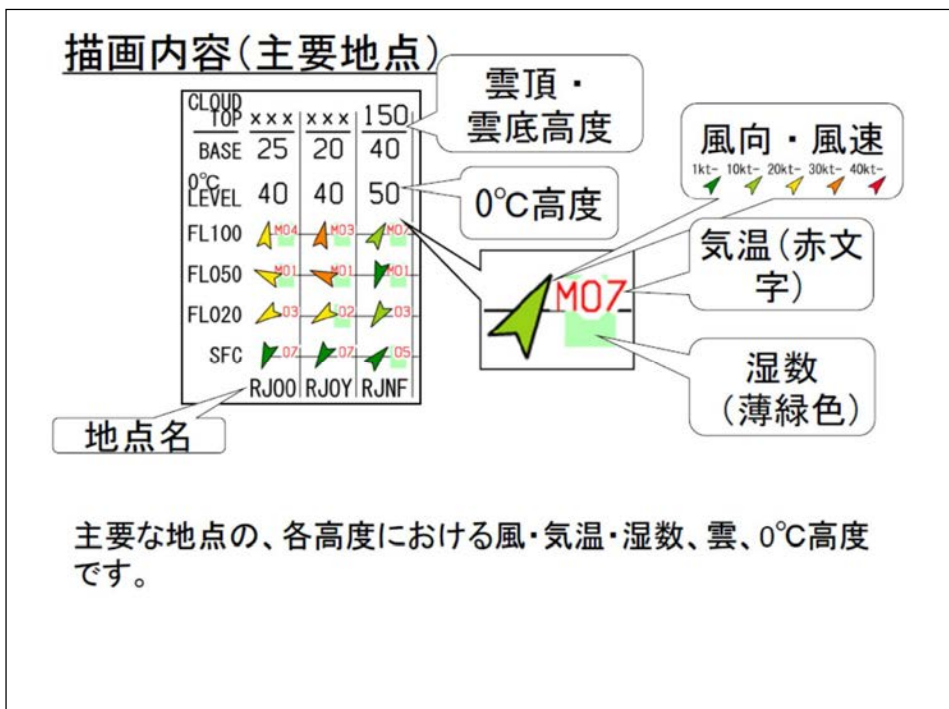 描画内容(主要地点)
CLOUD
TOP ××× ××× 150
BASE 25 20 40
0℃
LEVEL 40 40 50
FL100 M04 M03 M07
FL050 M01 M01 M01
FL020 03 02 03
SFC 07 07 05
RJOO RJOY RJNF
雲頂・
雲底高度
0℃高度
地点名
風向・風速
1kt- 10kt- 20kt- 30kt- 40kt-
気温(赤文
字)
M07
湿数
(薄緑色)
主要な地点の、各高度における風・気温・湿数、雲、0℃高度
です。